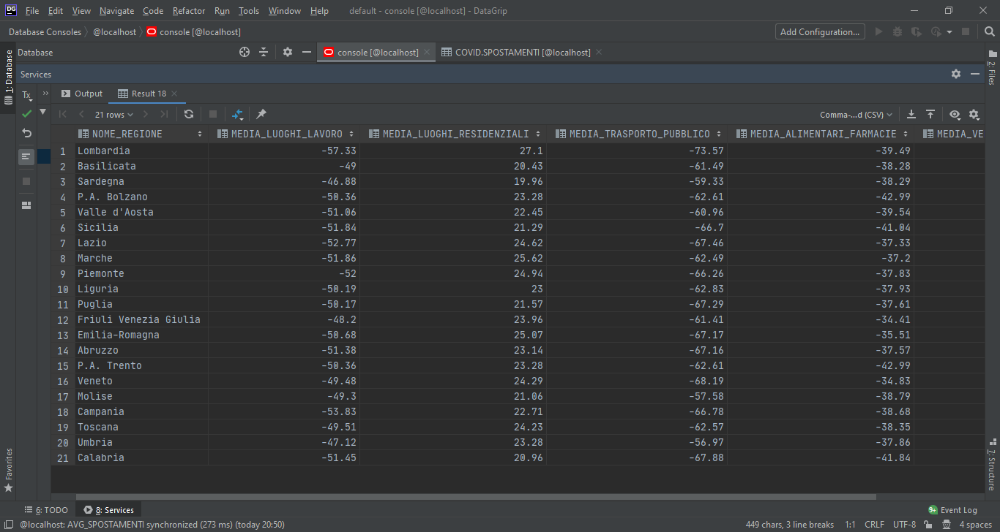 DG File Edit View Navigate Code Refactor Run Tools Window Help default - console [@localhost] - DataGrip
Database Consoles @localhost console [@localhost] Add Configuration...
Database console [@localhost] COVID.SPOSTAMENTI [@localhost]
1: Database
2: Files
Services
Tx Output Result 18
21 rows Comma-...d (CSV)
NOME_REGIONE MEDIA_LUOGHI_LAVORO MEDIA_LUOGHI_RESIDENZIALI MEDIA_TRASPORTO_PUBBLICO MEDIA_ALIMENTARI_FARMACIE MEDIA_VE
1 Lombardia -57.33 27.1 -73.57 -39.49
2 Basilicata -49 20.43 -61.49 -38.28
3 Sardegna -46.88 19.96 -59.33 -38.29
4 P.A. Bolzano -50.36 23.28 -62.61 -42.99
5 Valle d'Aosta -51.06 22.45 -60.96 -39.54
6 Sicilia -51.84 21.29 -66.7 -41.04
7 Lazio -52.77 24.62 -67.46 -37.33
8 Marche -51.86 25.62 -62.49 -37.2
9 Piemonte -52 24.94 -66.26 -37.83
10 Liguria -50.19 23 -62.83 -37.93
11 Puglia -50.17 21.57 -67.29 -37.61
12 Friuli Venezia Giulia -48.2 23.96 -61.41 -34.41
13 Emilia-Romagna -50.68 25.07 -67.17 -35.51
14 Abruzzo -51.38 23.14 -67.16 -37.57
15 P.A. Trento -50.36 23.28 -62.61 -42.99
16 Veneto -49.48 24.29 -68.19 -34.83
17 Molise -49.3 21.06 -57.58 -38.79
18 Campania -53.83 22.71 -66.78 -38.68
19 Toscana -49.51 24.23 -62.57 -38.35
20 Umbria -47.12 23.28 -56.97 -37.86
21 Calabria -51.45 20.96 -67.88 -41.84
Favorites
7: Structure
6: TODO 8: Services 9+ Event Log
@localhost: AVG_SPOSTAMENTI synchronized (273 ms) (today 20:50) 449 chars, 3 line breaks 1:1 CRLF UTF-8 4 spaces